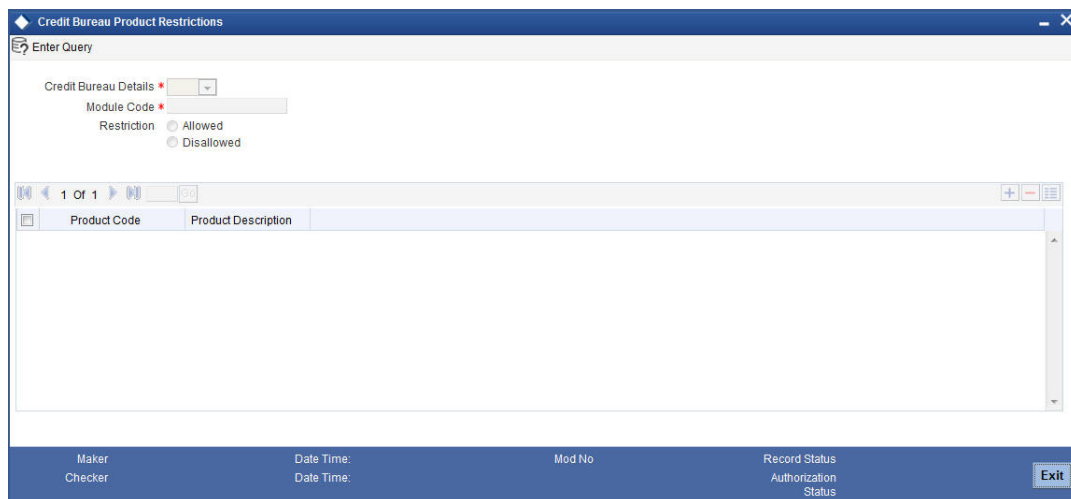 Credit Bureau Product Restrictions
Enter Query
Credit Bureau Details *
Module Code *
Restriction Allowed
Disallowed
1 Of 1 Go
Product Code Product Description
Maker Date Time: Mod No Record Status
Checker Date Time: Authorization Status
Exit